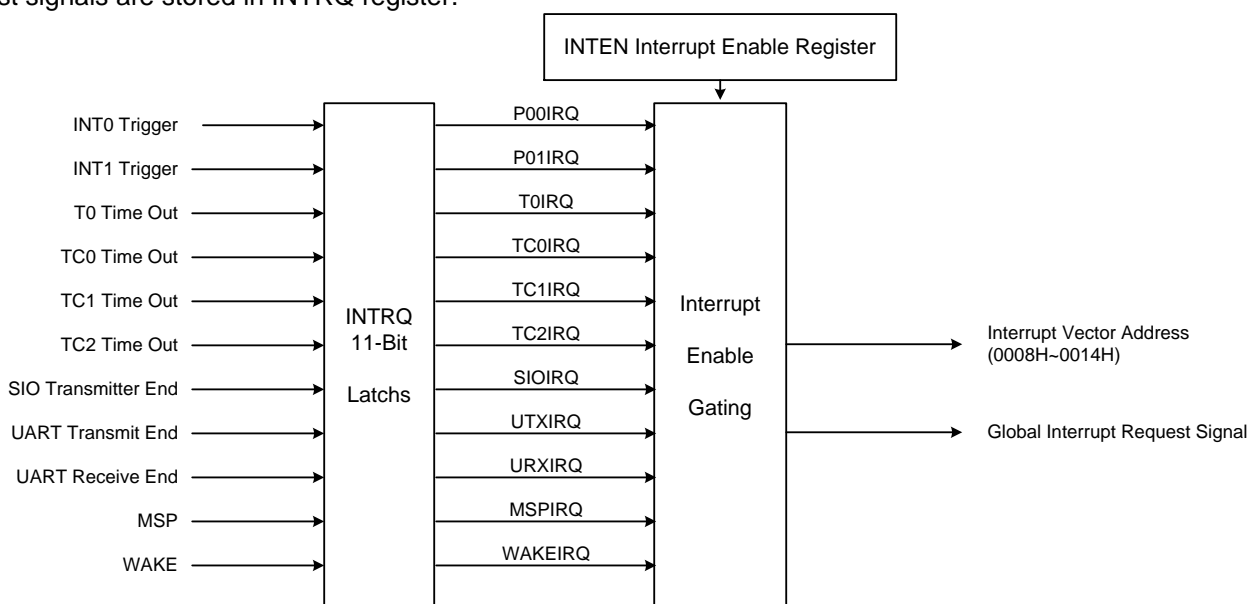 st signals are stored in INTRQ register.
INTEN Interrupt Enable Register
INT0 Trigger
INT1 Trigger
T0 Time Out
TC0 Time Out
TC1 Time Out
TC2 Time Out
SIO Transmitter End
UART Transmit End
UART Receive End
MSP
WAKE
INTRQ
11-Bit
Latchs
P00IRQ
P01IRQ
T0IRQ
TC0IRQ
TC1IRQ
TC2IRQ
SIOIRQ
UTXIRQ
URXIRQ
MSPIRQ
WAKEIRQ
Interrupt
Enable
Gating
Interrupt Vector Address
(0008H~0014H)
Global Interrupt Request Signal